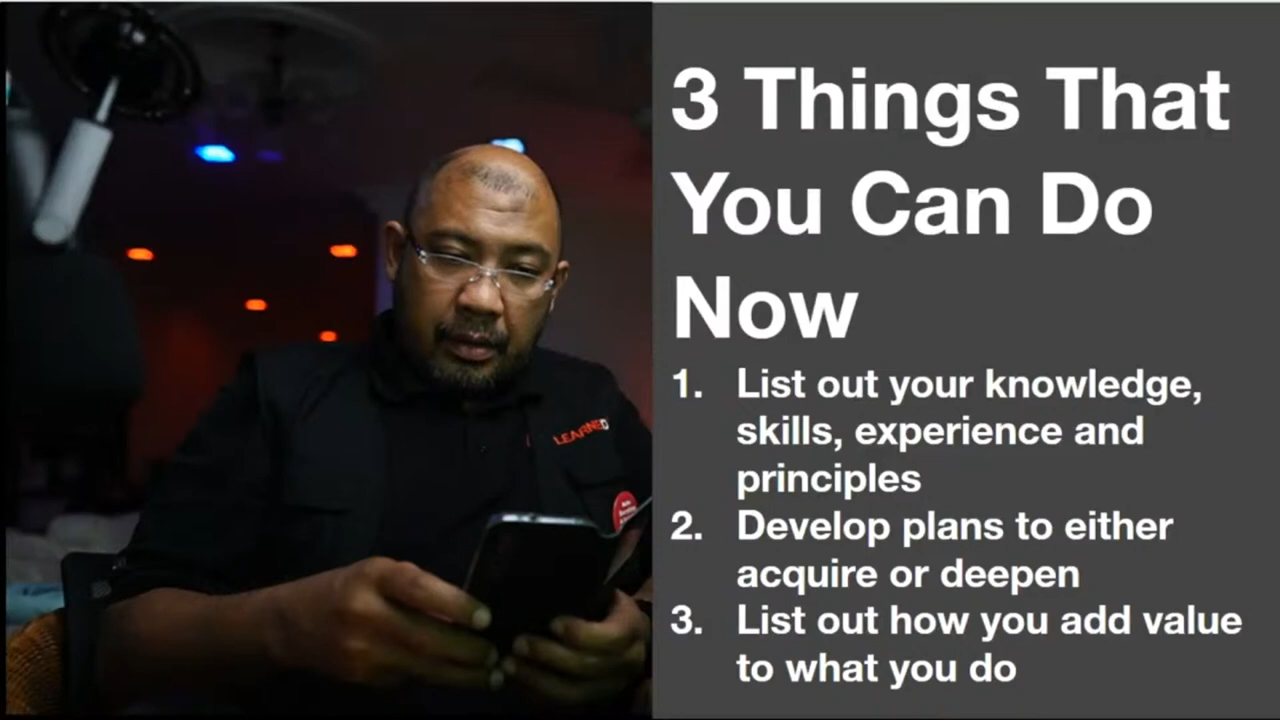 3 Things That
You Can Do
Now
1. List out your knowledge,
skills, experience and
principles
2. Develop plans to either
acquire or deepen
3. List out how you add value
to what you do
LEARNED